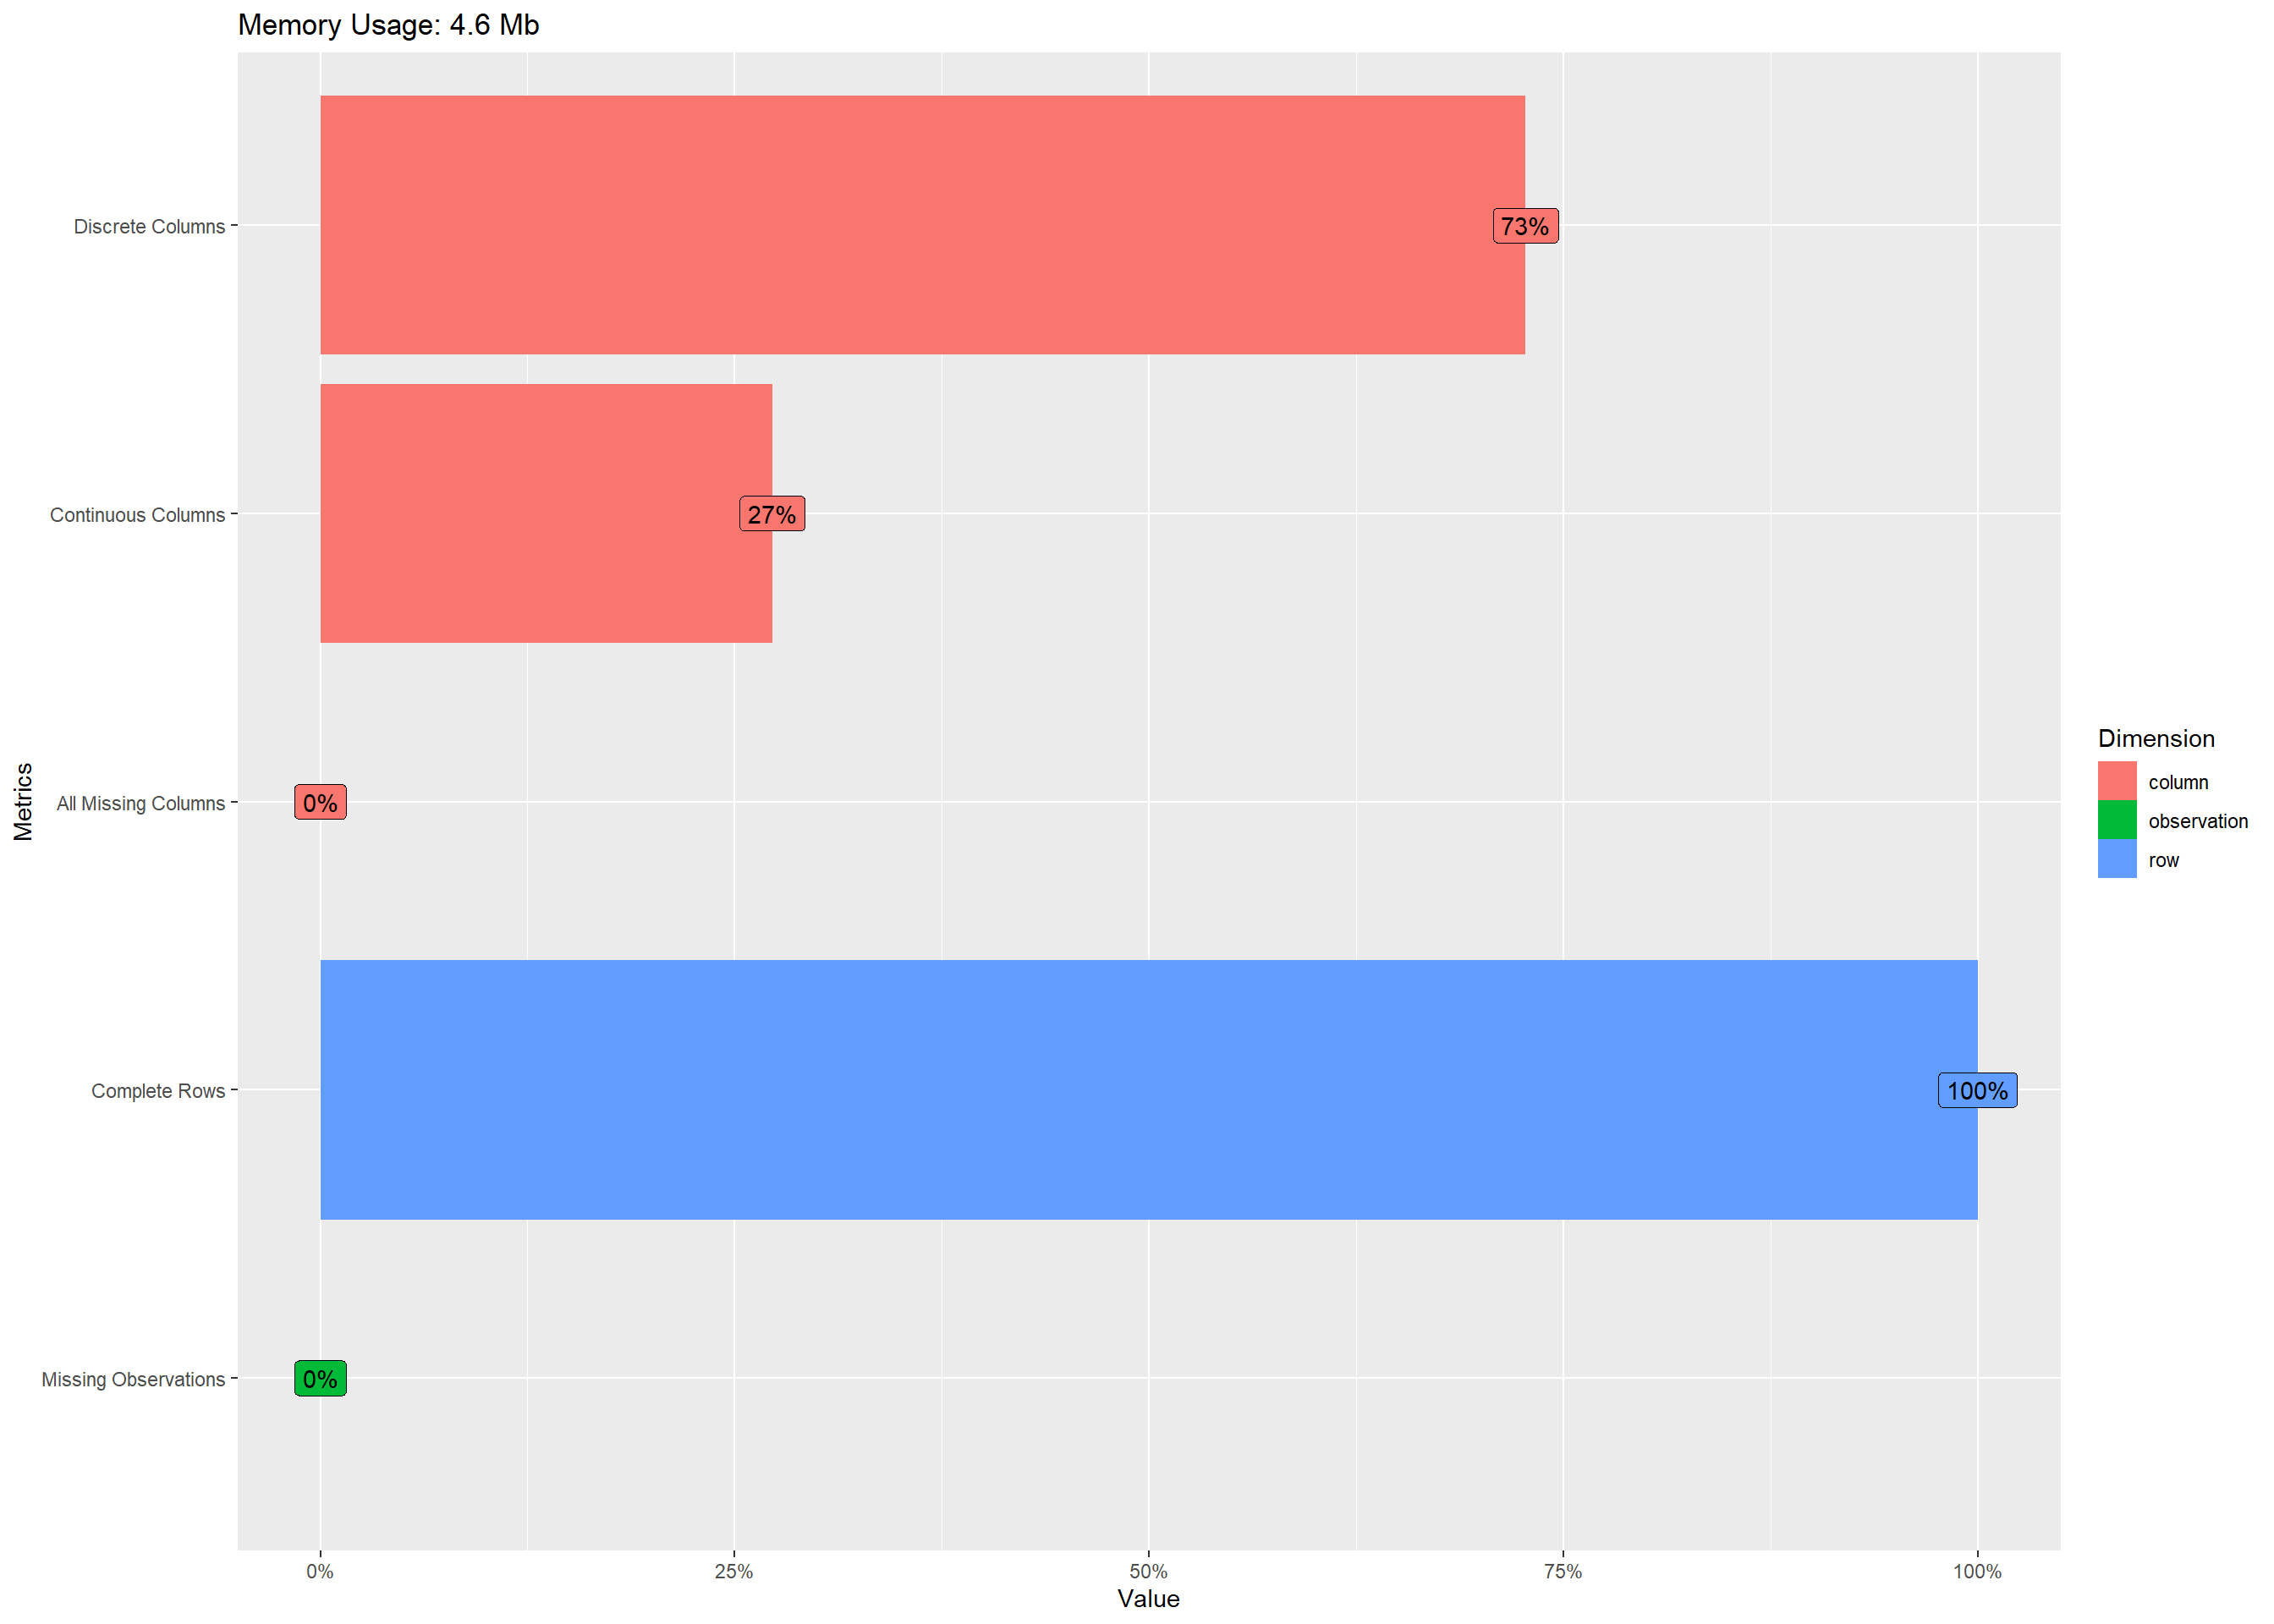 Memory Usage: 4.6 Mb
Discrete Columns
73%
Continuous Columns
27%
All Missing Columns
0%
Complete Rows
100%
Missing Observations
0%
Metrics
0%
25%
50%
75%
100%
Value
Dimension
column
observation
row